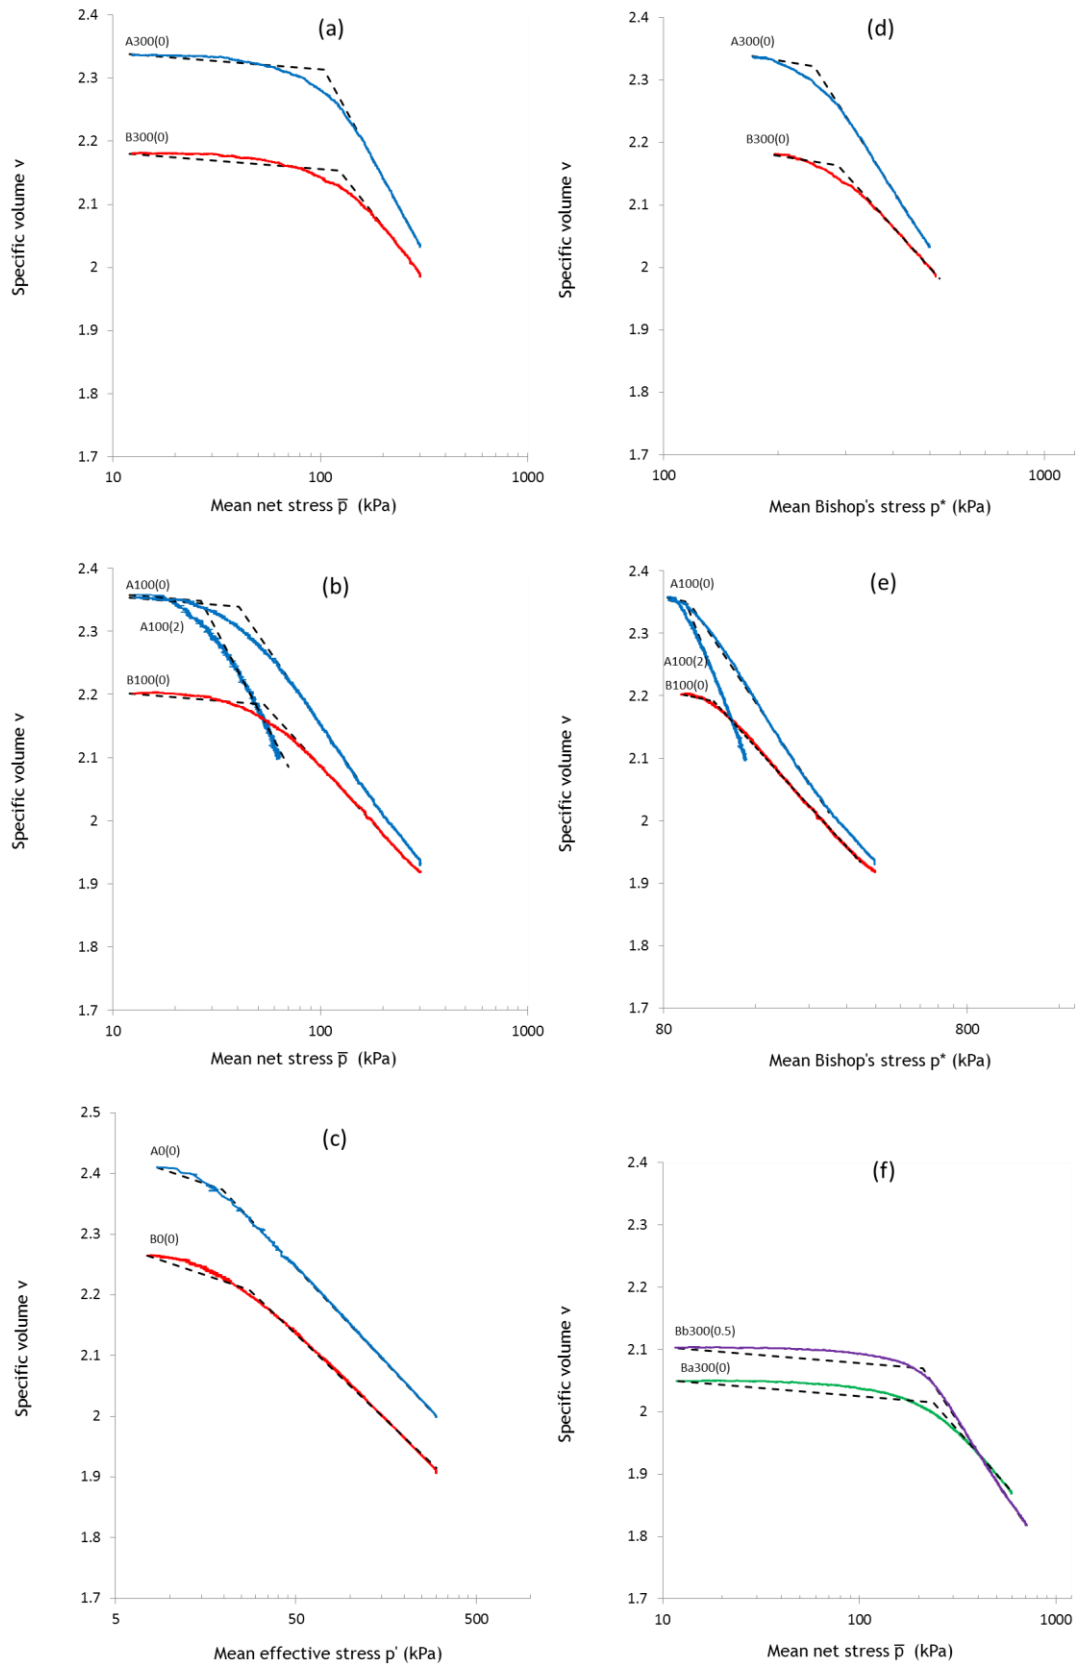 (a)
2.4
2.3
2.2
2.1
2
1.9
1.8
1.7
A300(0)
B300(0)
10
100
1000
Specific volume v
Mean net stress p̅ (kPa)
(d)
2.4
2.3
2.2
2.1
2
1.9
1.8
1.7
A300(0)
B300(0)
100
1000
Specific volume v
Mean Bishop's stress p* (kPa)
(b)
2.4
2.3
2.2
2.1
2
1.9
1.8
1.7
A100(0)
A100(2)
B100(0)
10
100
1000
Specific volume v
Mean net stress p̅ (kPa)
(e)
2.4
2.3
2.2
2.1
2
1.9
1.8
1.7
A100(0)
A100(2)
B100(0)
80
800
Specific volume v
Mean Bishop's stress p* (kPa)
(c)
2.5
2.4
2.3
2.2
2.1
2
1.9
1.8
1.7
A0(0)
B0(0)
5
50
500
Specific volume v
Mean effective stress p' (kPa)
(f)
2.4
2.3
2.2
2.1
2
1.9
1.8
1.7
Bb300(0.5)
Ba300(0)
10
100
1000
Specific volume v
Mean net stress p̅ (kPa)